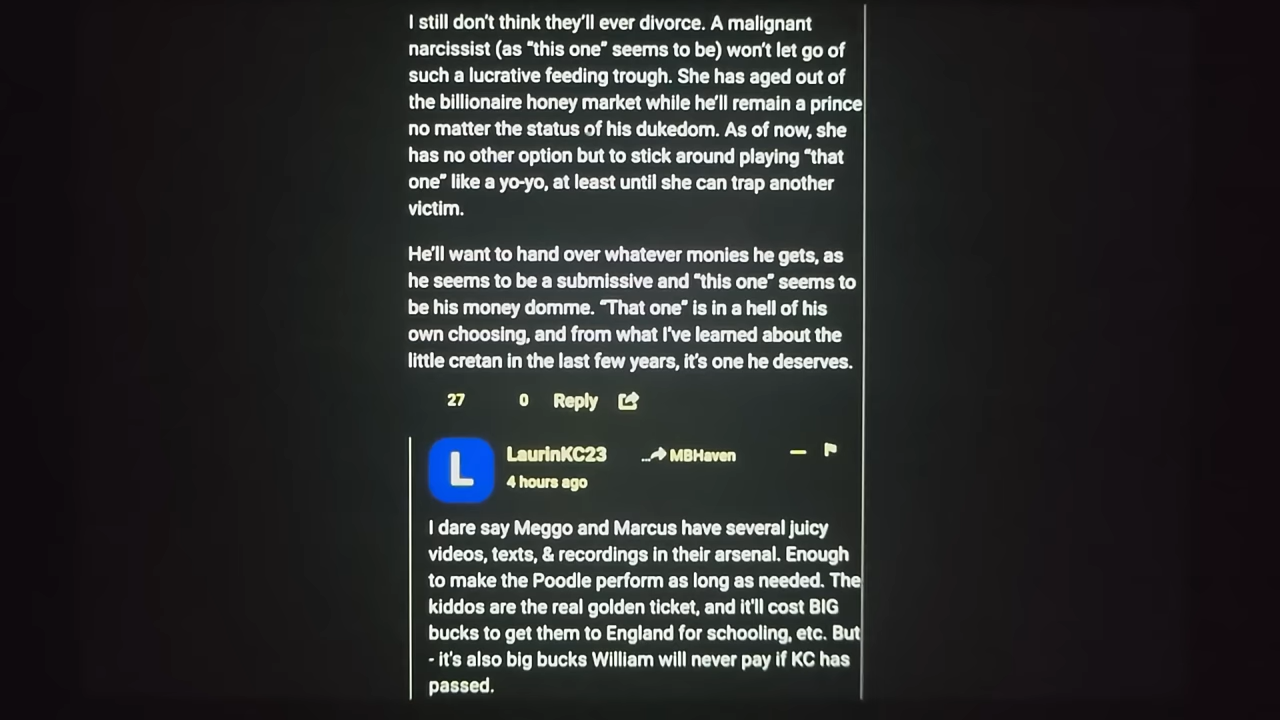 I still don't think they'll ever divorce. A malignant
narcissist (as "this one" seems to be) won't let go of
such a lucrative feeding trough. She has aged out of
the billionaire honey market while he'll remain a prince
no matter the status of his dukedom. As of now, she
has no other option but to stick around playing "that
one" like a yo-yo, at least until she can trap another
victim.
He'll want to hand over whatever monies he gets, as
he seems to be a submissive and "this one" seems to
be his money domme. "That one" is in a hell of his
own choosing, and from what I've learned about the
little cretan in the last few years, it's one he deserves.
27 0 Reply
L
LaurinKC23 ... MBHaven
4 hours ago
I dare say Meggo and Marcus have several juicy
videos, texts, & recordings in their arsenal. Enough
to make the Poodle perform as long as needed. The
kiddos are the real golden ticket, and it'll cost BIG
bucks to get them to England for schooling, etc. But
- it's also big bucks William will never pay if KC has
passed.